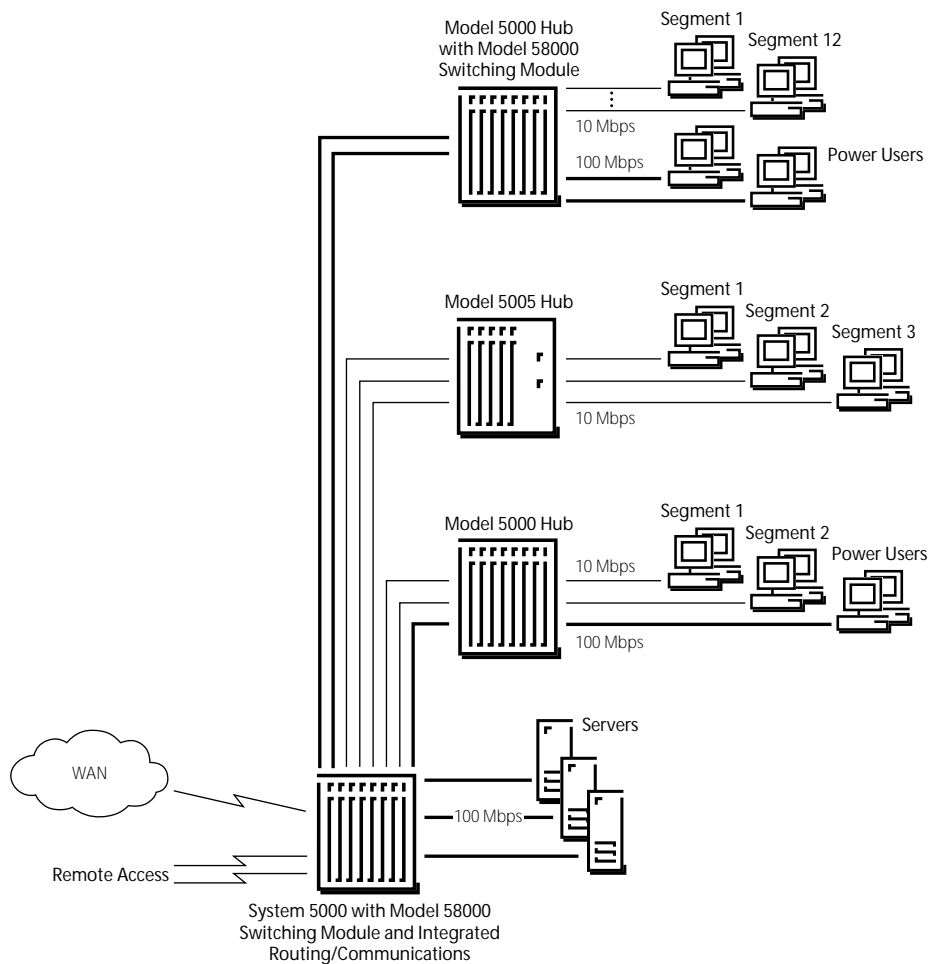 Model 5000 Hub
with Model 58000
Switching Module
Segment 1
Segment 12
10 Mbps
100 Mbps
Power Users
Model 5005 Hub
Segment 1
Segment 2
Segment 3
10 Mbps
Model 5000 Hub
Segment 1
Segment 2
Power Users
10 Mbps
100 Mbps
Servers
WAN
100 Mbps
Remote Access
System 5000 with Model 58000
Switching Module and Integrated
Routing/Communications